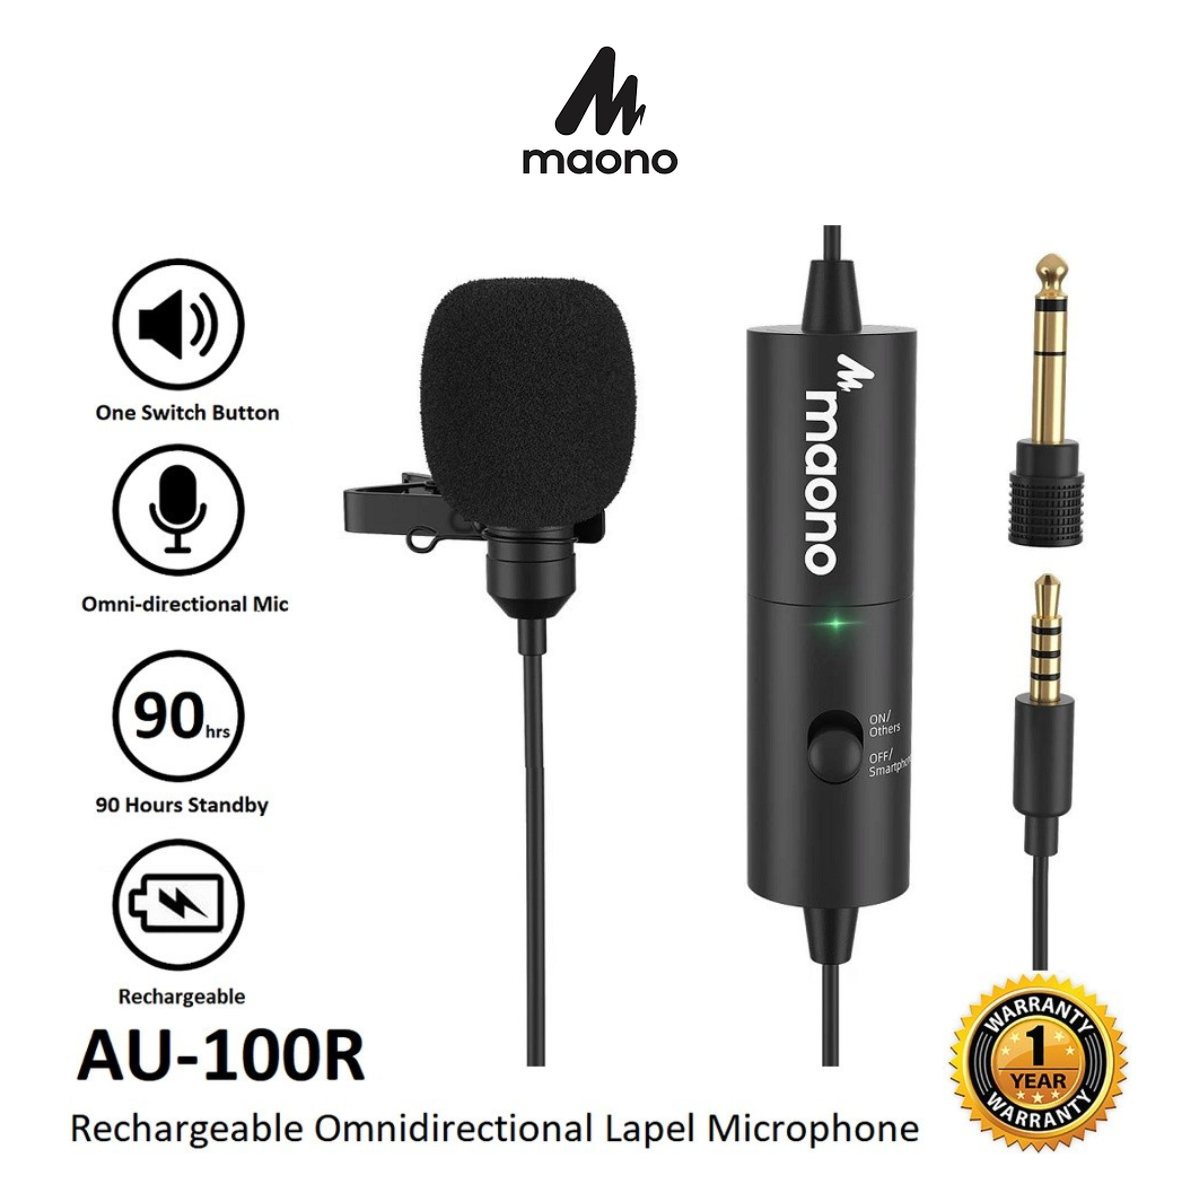 maono
One Switch Button
Omni-directional Mic
90hrs
90 Hours Standby
Rechargeable
maono
ON/
Others
OFF/
Smartphone
WARRANTY
1
YEAR
WARRANTY
AU-100R
Rechargeable Omnidirectional Lapel Microphone